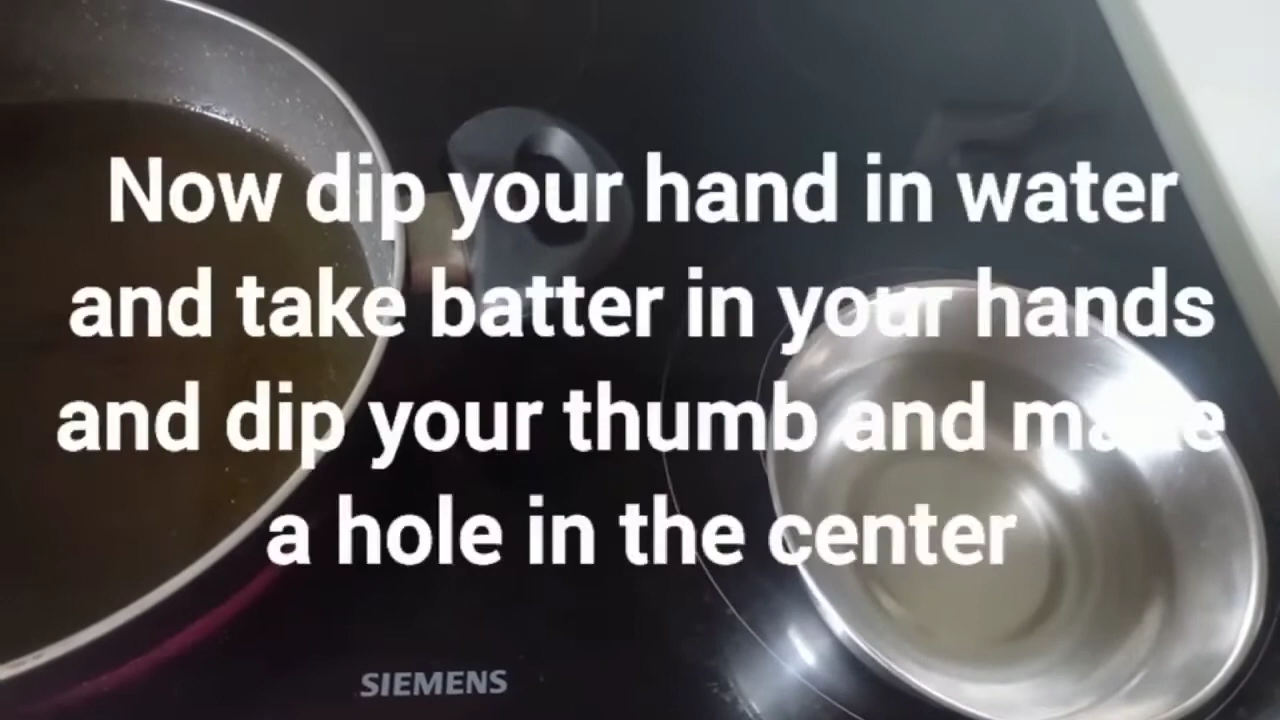 Now dip your hand in water
and take batter in your hands
and dip your thumb and make
a hole in the center
SIEMENS